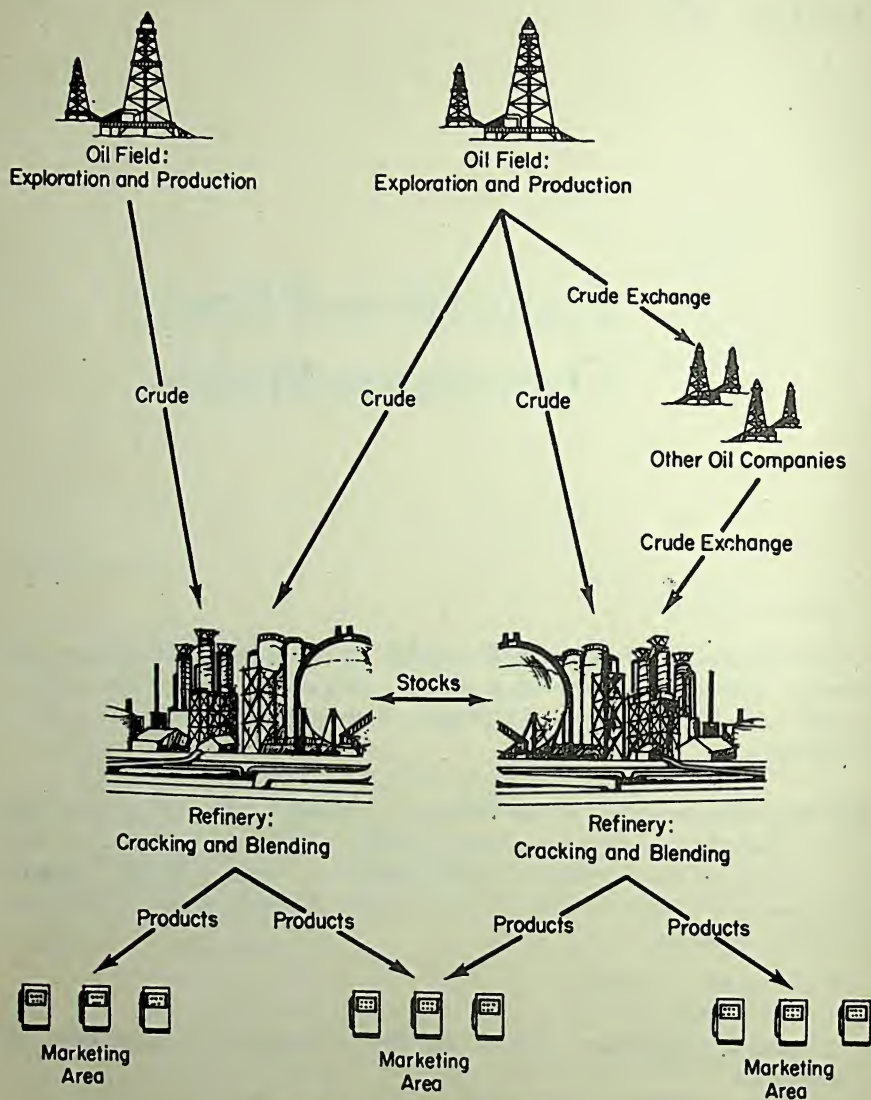 Oil Field:
Exploration and Production
Oil Field:
Exploration and Production
Crude Exchange
Crude
Crude
Crude
Other Oil Companies
Crude Exchange
Stocks
Refinery:
Cracking and Blending
Refinery:
Cracking and Blending
Products
Products
Products
Products
Marketing
Area
Marketing
Area
Marketing
Area